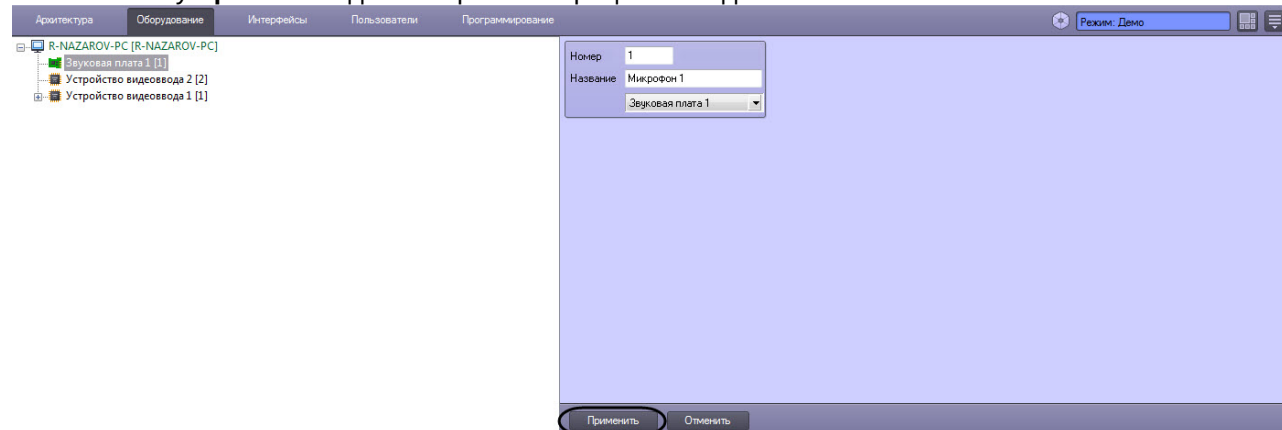 Архитектура Оборудование Интерфейсы Пользователи Программирование Режим: Демо
R-NAZAROV-PC [R-NAZAROV-PC]
Звуковая плата 1 [1]
Устройство видеоввода 2 [2]
Устройство видеоввода 1 [1]
Номер 1
Название Микрофон 1
Звуковая плата 1
Применить Отменить